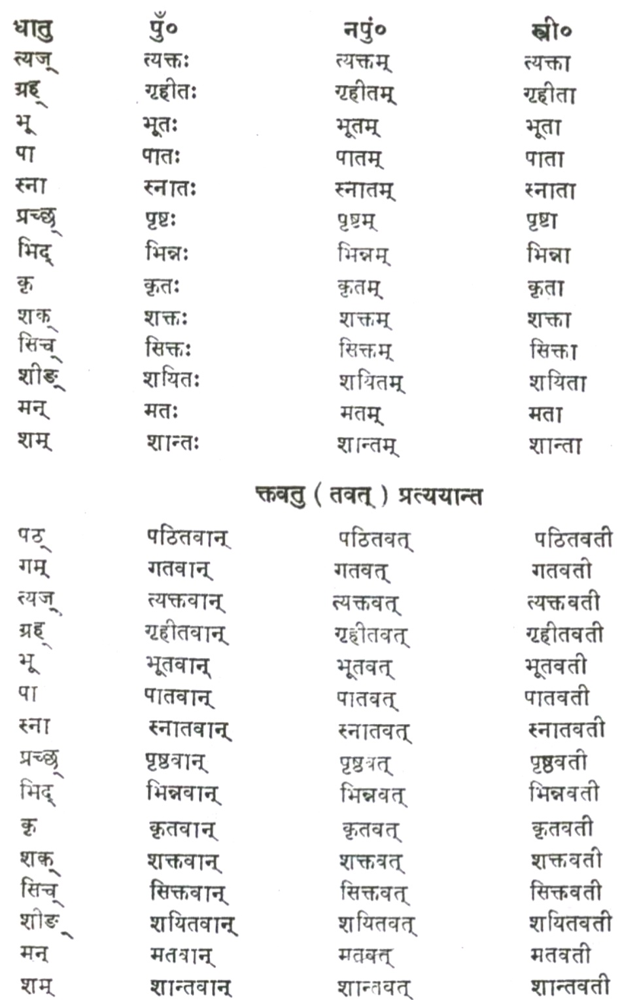 धातु पुँ० नपुं० स्त्री०
त्यज् त्यक्तः त्यक्तम् त्यक्ता
ग्रह् गृहीतः गृहीतम् गृहीता
भू भूतः भूतम् भूता
पा पातः पातम् पाता
स्ना स्नातः स्नातम् स्नाता
प्रच्छ् पृष्टः पृष्टम् पृष्टा
भिद् भिन्नः भिन्नम् भिन्ना
कृ कृतः कृतम् कृता
शक् शक्तः शक्तम् शक्ता
सिच् सिक्तः सिक्तम् सिक्ता
शीङ् शयितः शयितम् शयिता
मन् मतः मतम् मता
शम् शान्तः शान्तम् शान्ता
क्तवतु ( तवत् ) प्रत्ययान्त
पठ् पठितवान् पठितवत् पठितवती
गम् गतवान् गतवत् गतवती
त्यज् त्यक्तवान् त्यक्तवत् त्यक्तवती
ग्रह् गृहीतवान् गृहीतवत् गृहीतवती
भू भूतवान् भूतवत् भूतवती
पा पातवान् पातवत् पातवती
स्ना स्नातवान् स्नातवत् स्नातवती
प्रच्छ् पृष्ठवान् पृष्ठवत् पृष्ठवती
भिद् भिन्नवान् भिन्नवत् भिन्नवती
कृ कृतवान् कृतवत् कृतवती
शक् शक्तवान् शक्तवत् शक्तवती
सिच् सिक्तवान् सिक्तवत् सिक्तवती
शीङ् शयितवान् शयितवत् शयितवती
मन् मतवान् मतवत् मतवती
शम् शान्तवान् शान्तवत् शान्तवती